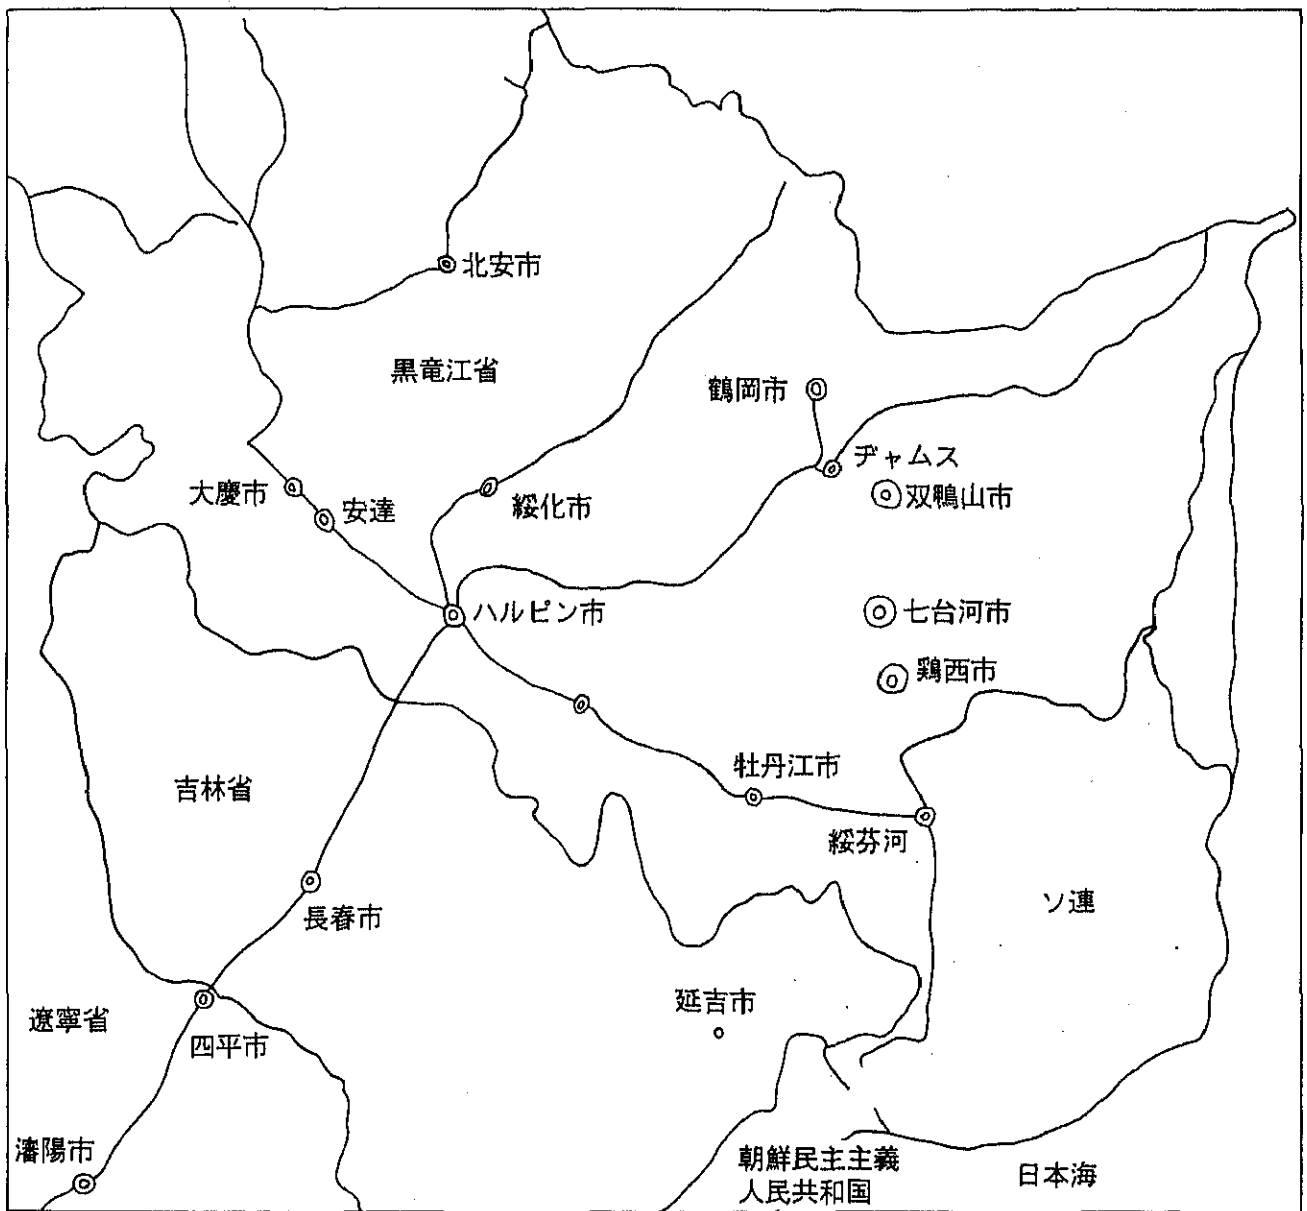 北安市
黒竜江省
鶴岡市
ヂャムス
大慶市
双鴨山市
安達
綏化市
ハルピン市
七台河市
鶏西市
牡丹江市
吉林省
綏芬河
ソ連
長春市
延吉市
遼寧省
四平市
瀋陽市
朝鮮民主主義
人民共和国
日本海